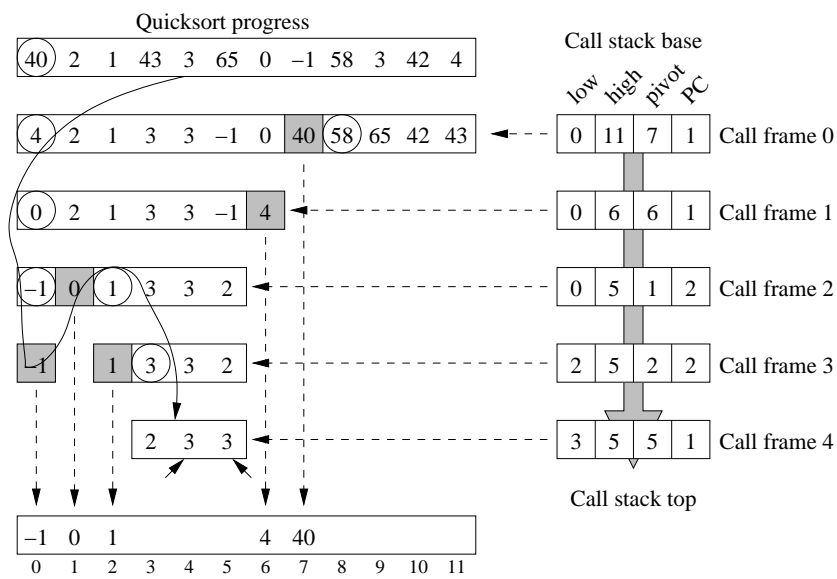 Quicksort progress
40 2 1 43 3 65 0 −1 58 3 42 4
Call stack base
low high pivot PC
4 2 1 3 3 −1 0 40 58 65 42 43
0 11 7 1 Call frame 0
0 2 1 3 3 −1 4
0 6 6 1 Call frame 1
−1 0 1 3 3 2
0 5 1 2 Call frame 2
−1 1 3 3 2
2 5 2 2 Call frame 3
2 3 3
3 5 5 1 Call frame 4
Call stack top
−1 0 1 4 40
0 1 2 3 4 5 6 7 8 9 10 11